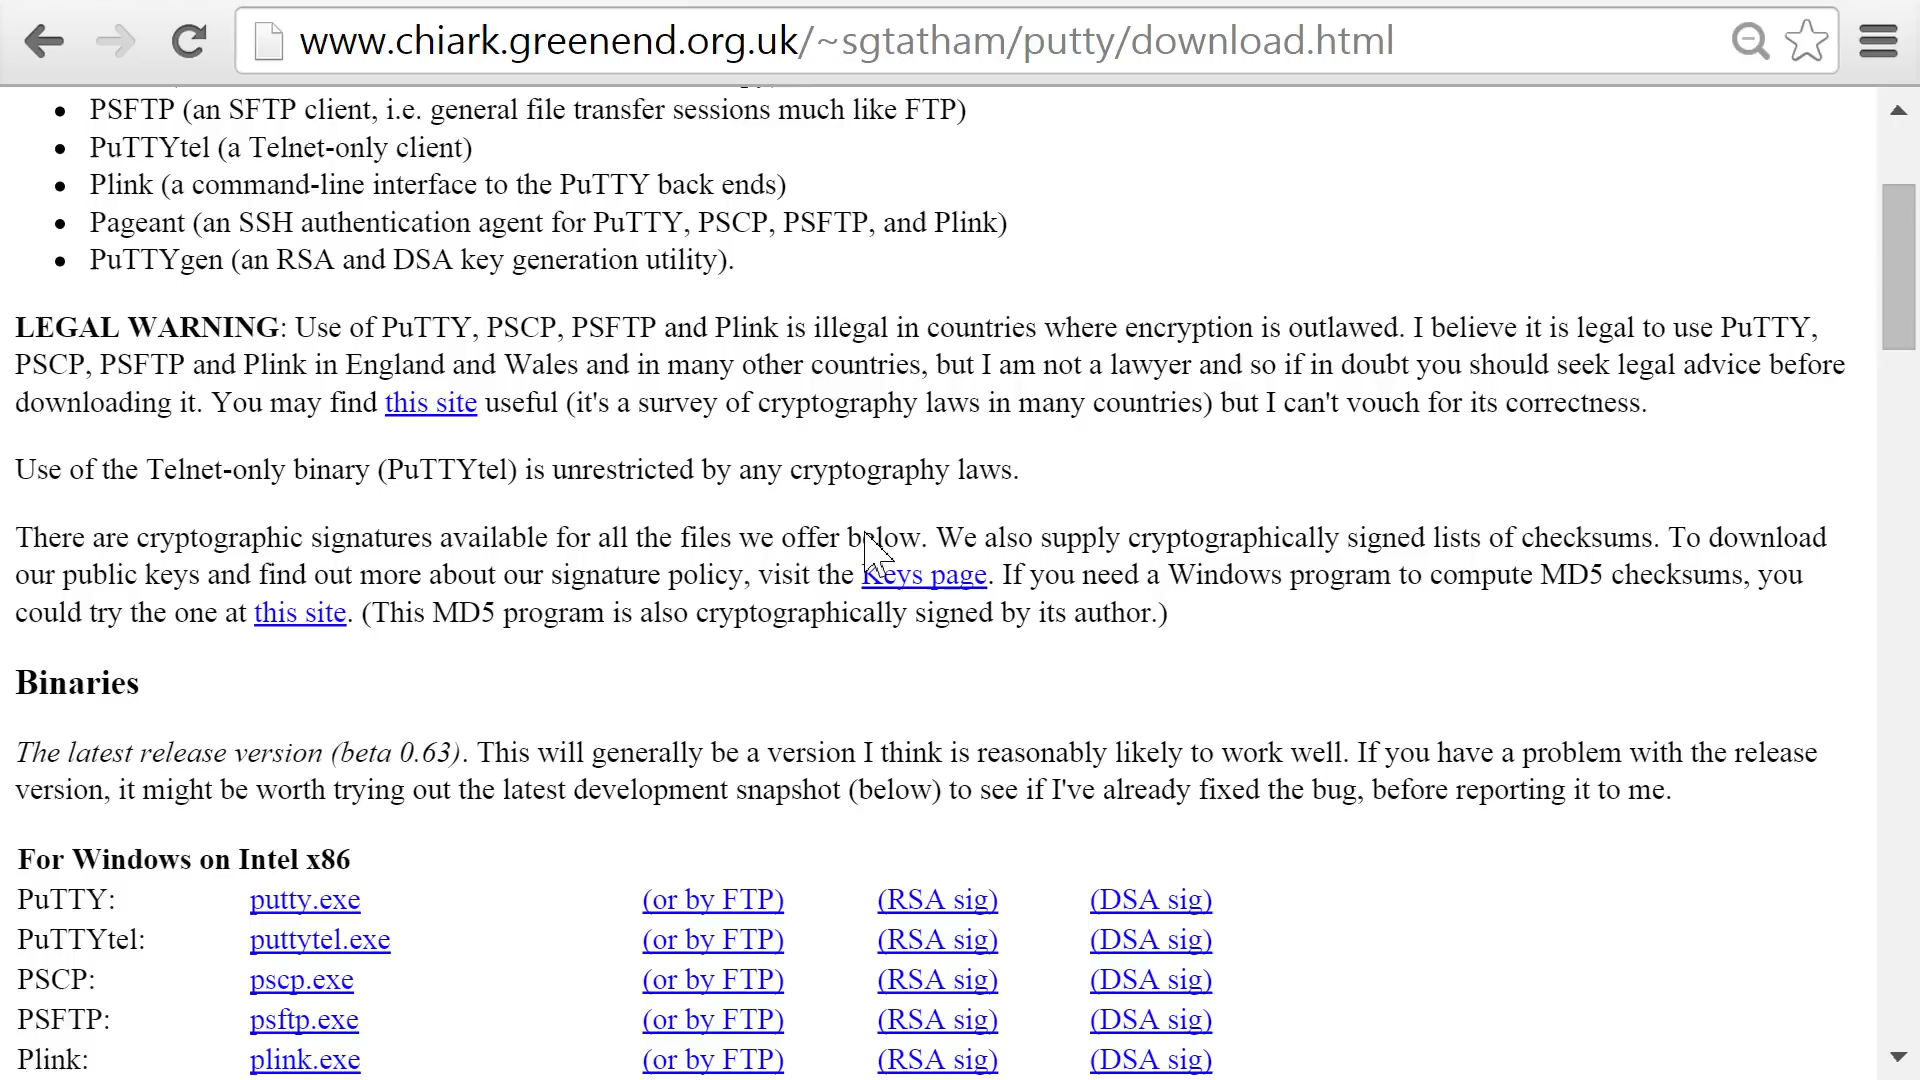 www.chiark.greenend.org.uk/~sgtatham/putty/download.html
PSFTP (an SFTP client, i.e. general file transfer sessions much like FTP)
PuTTYtel (a Telnet-only client)
Plink (a command-line interface to the PuTTY back ends)
Pageant (an SSH authentication agent for PuTTY, PSCP, PSFTP, and Plink)
PuTTYgen (an RSA and DSA key generation utility).
LEGAL WARNING: Use of PuTTY, PSCP, PSFTP and Plink is illegal in countries where encryption is outlawed. I believe it is legal to use PuTTY,
PSCP, PSFTP and Plink in England and Wales and in many other countries, but I am not a lawyer and so if in doubt you should seek legal advice before
downloading it. You may find this site useful (it's a survey of cryptography laws in many countries) but I can't vouch for its correctness.
Use of the Telnet-only binary (PuTTYtel) is unrestricted by any cryptography laws.
There are cryptographic signatures available for all the files we offer below. We also supply cryptographically signed lists of checksums. To download
our public keys and find out more about our signature policy, visit the Keys page. If you need a Windows program to compute MD5 checksums, you
could try the one at this site. (This MD5 program is also cryptographically signed by its author.)
Binaries
The latest release version (beta 0.63). This will generally be a version I think is reasonably likely to work well. If you have a problem with the release
version, it might be worth trying out the latest development snapshot (below) to see if I've already fixed the bug, before reporting it to me.
For Windows on Intel x86
PuTTY: putty.exe (or by FTP) (RSA sig) (DSA sig)
PuTTYtel: puttytel.exe (or by FTP) (RSA sig) (DSA sig)
PSCP: pscp.exe (or by FTP) (RSA sig) (DSA sig)
PSFTP: psftp.exe (or by FTP) (RSA sig) (DSA sig)
Plink: plink.exe (or by FTP) (RSA sig) (DSA sig)